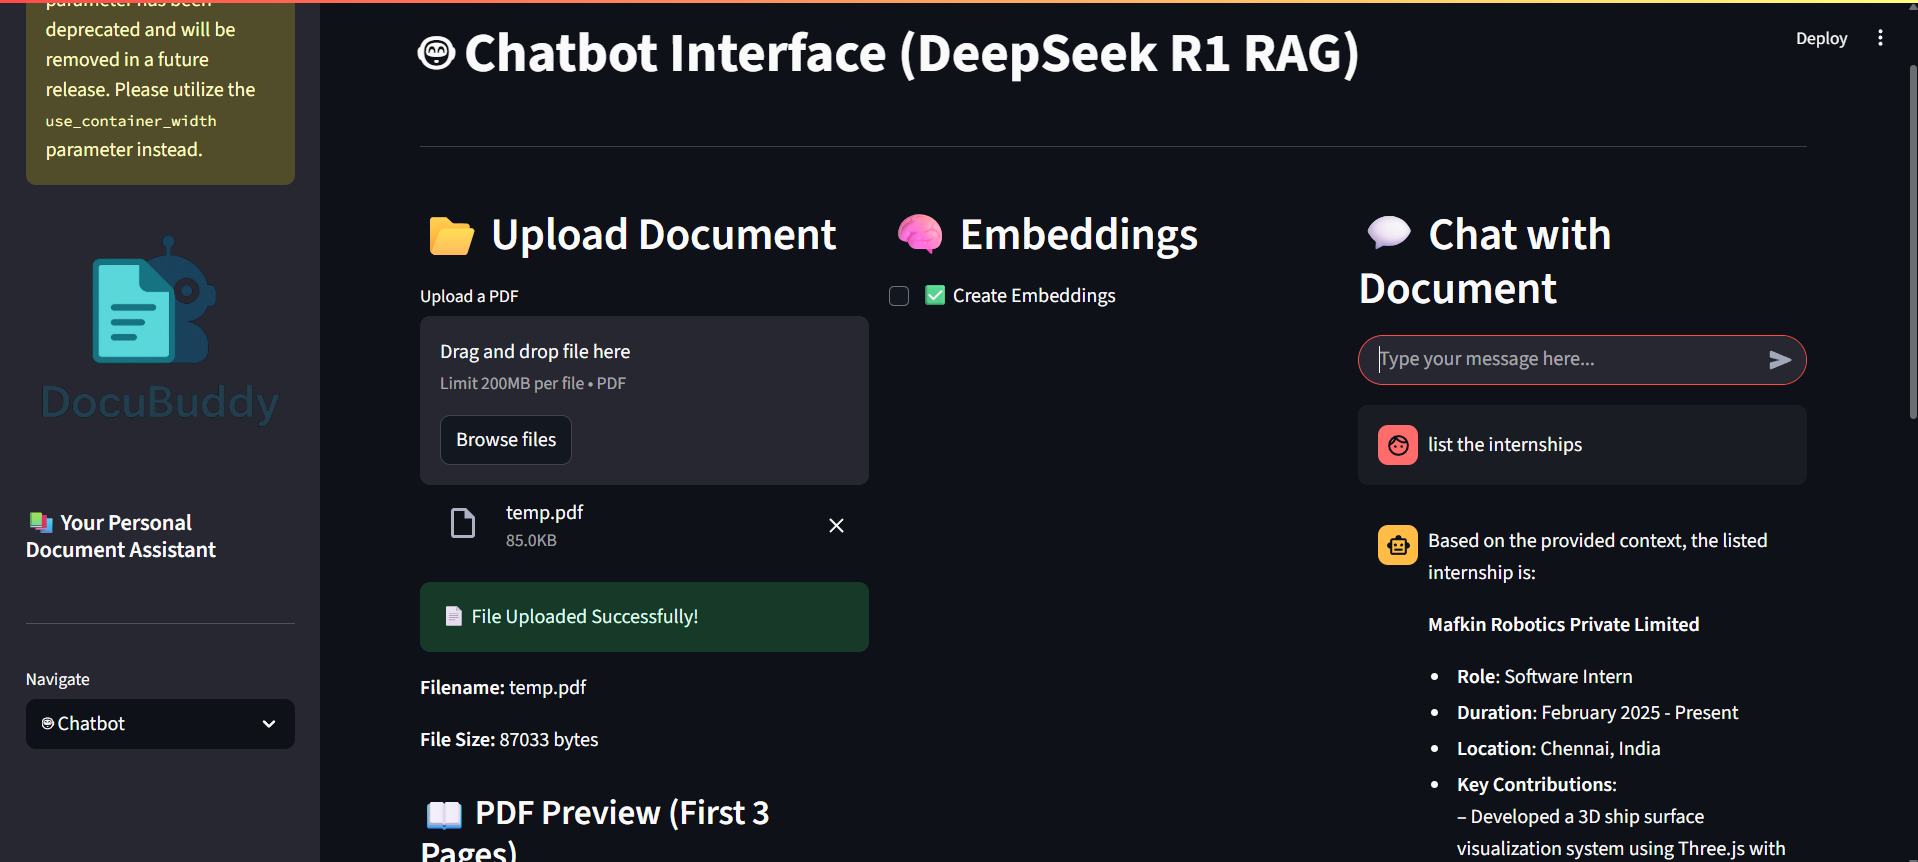 parameter has been
deprecated and will be
removed in a future
release. Please utilize the
use_container_width
parameter instead.
DocuBuddy
Your Personal
Document Assistant
Navigate
Chatbot
Chatbot Interface (DeepSeek R1 RAG)
Deploy
Upload Document
Upload a PDF
Drag and drop file here
Limit 200MB per file • PDF
Browse files
temp.pdf
85.0KB
File Uploaded Successfully!
Filename: temp.pdf
File Size: 87033 bytes
PDF Preview (First 3
Pages)
Embeddings
Create Embeddings
Chat with
Document
Type your message here...
list the internships
Based on the provided context, the listed
internship is:
Mafkin Robotics Private Limited
• Role: Software Intern
• Duration: February 2025 - Present
• Location: Chennai, India
• Key Contributions:
– Developed a 3D ship surface
visualization system using Three.js with